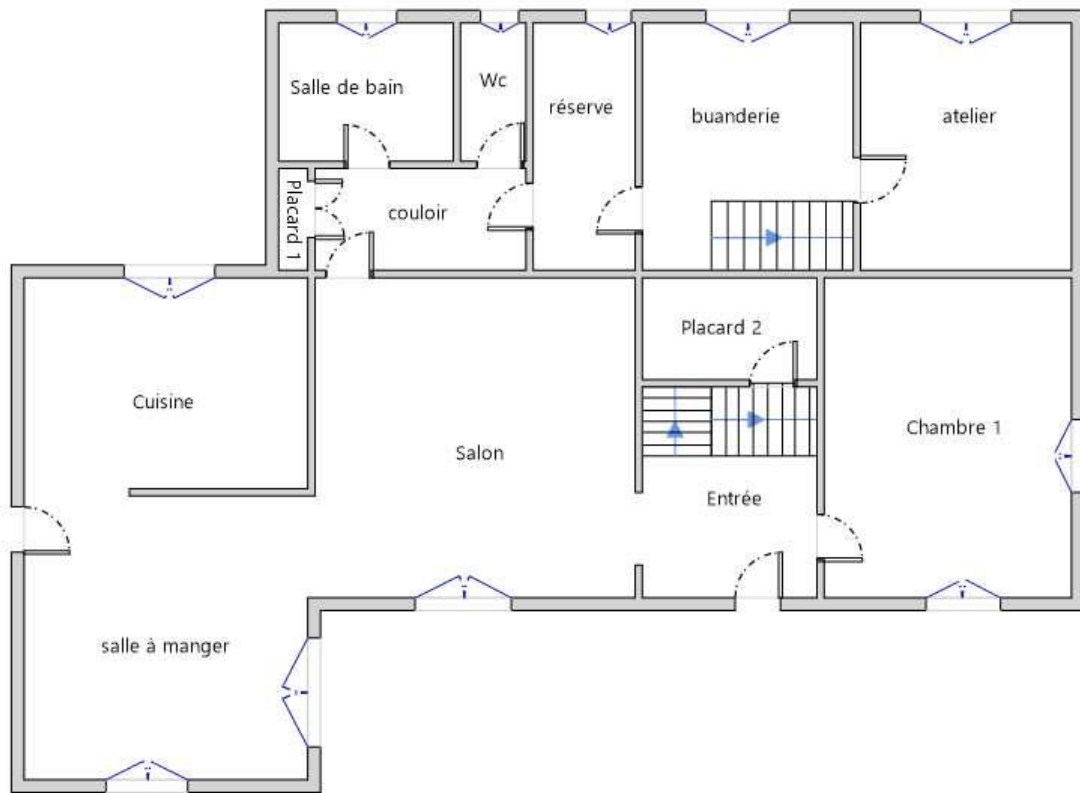 Salle de bain
Wc
réserve
buanderie
atelier
Placard 1
couloir
Placard 2
Cuisine
Salon
Chambre 1
Entrée
salle à manger